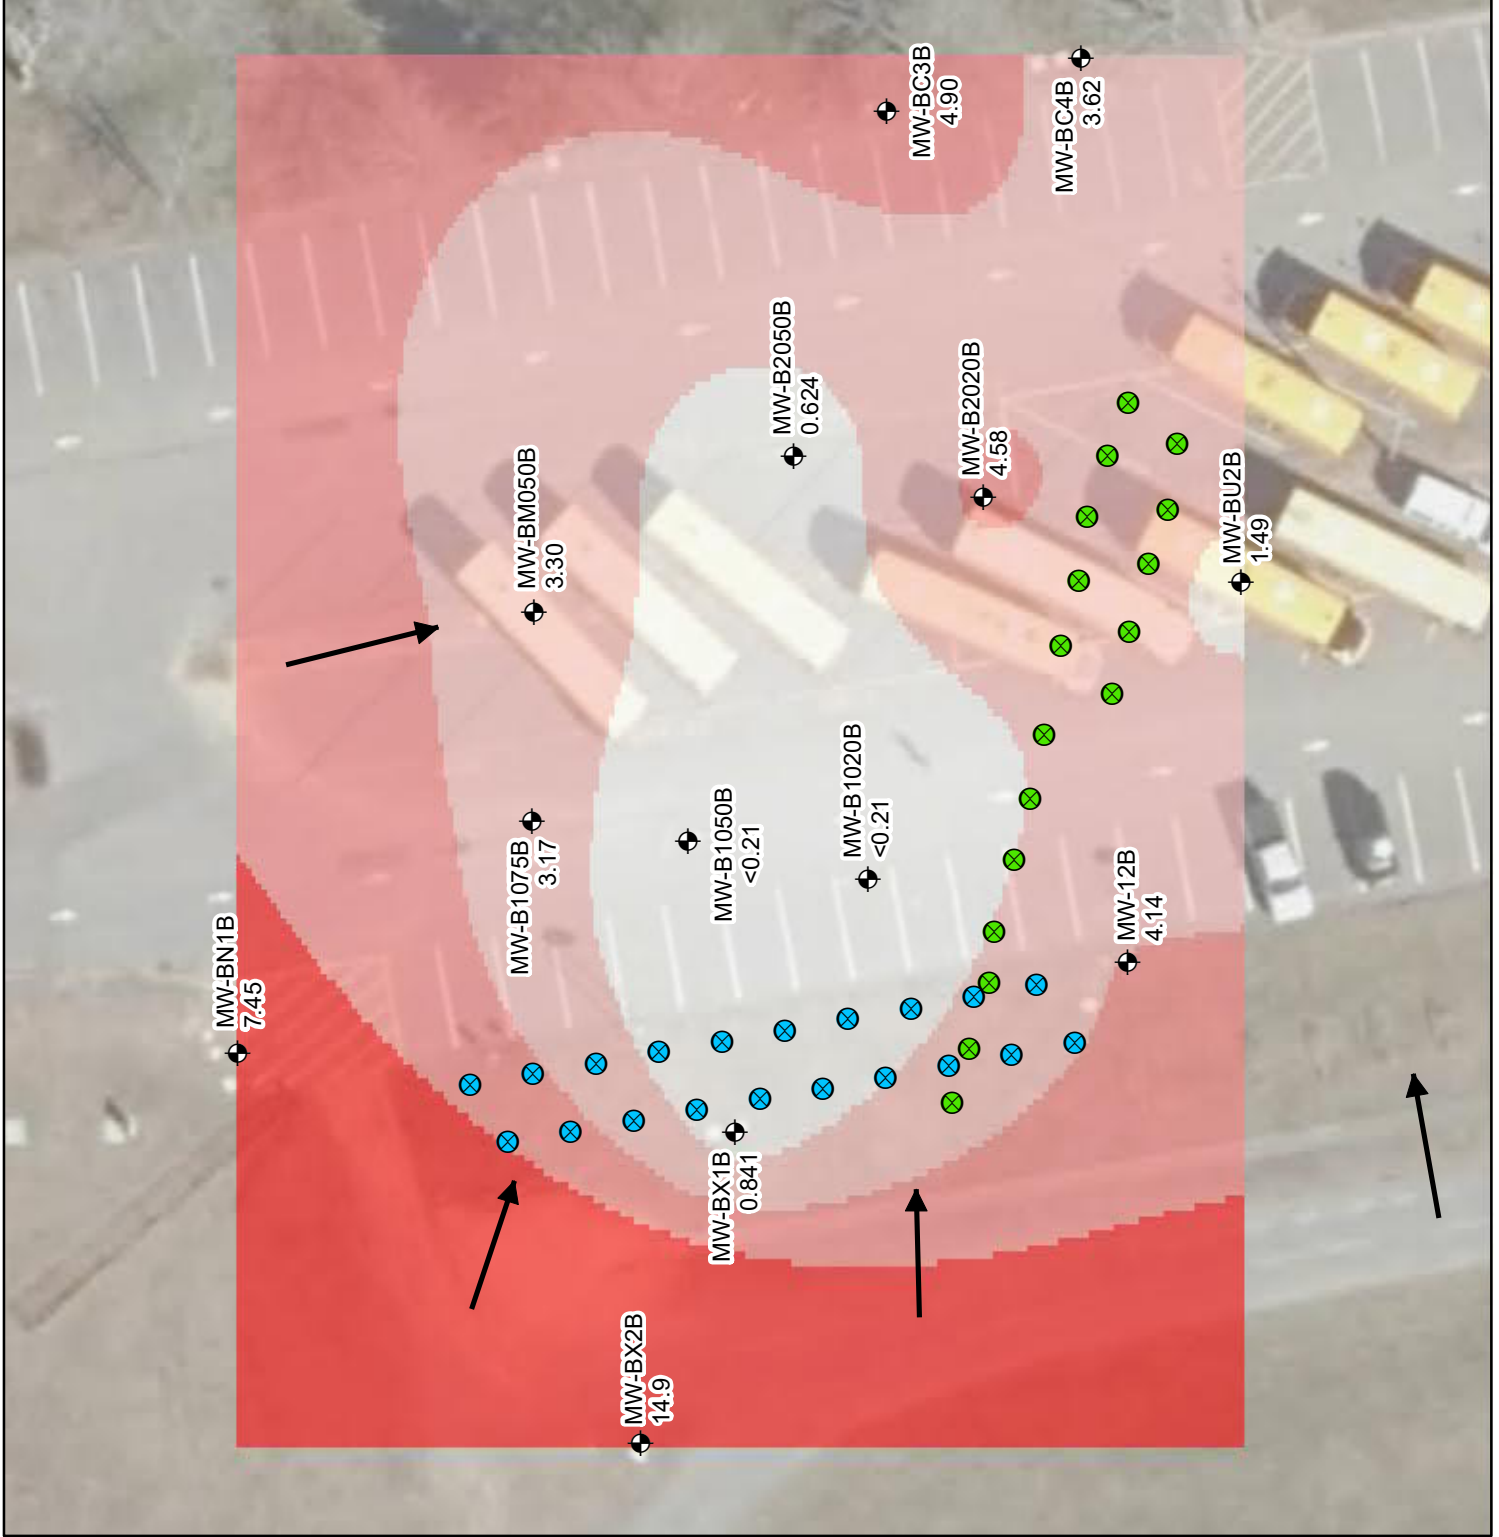 MW-BC3B
4.90
MW-BC4B
3.62
MW-B2050B
0.624
MW-B2020B
4.58
MW-BM050B
3.30
MW-BU2B
1.49
MW-B1020B
<0.21
MW-B1050B
<0.21
MW-B1075B
3.17
MW-12B
4.14
MW-BN1B
7.45
MW-BX1B
0.841
MW-BX2B
14.9